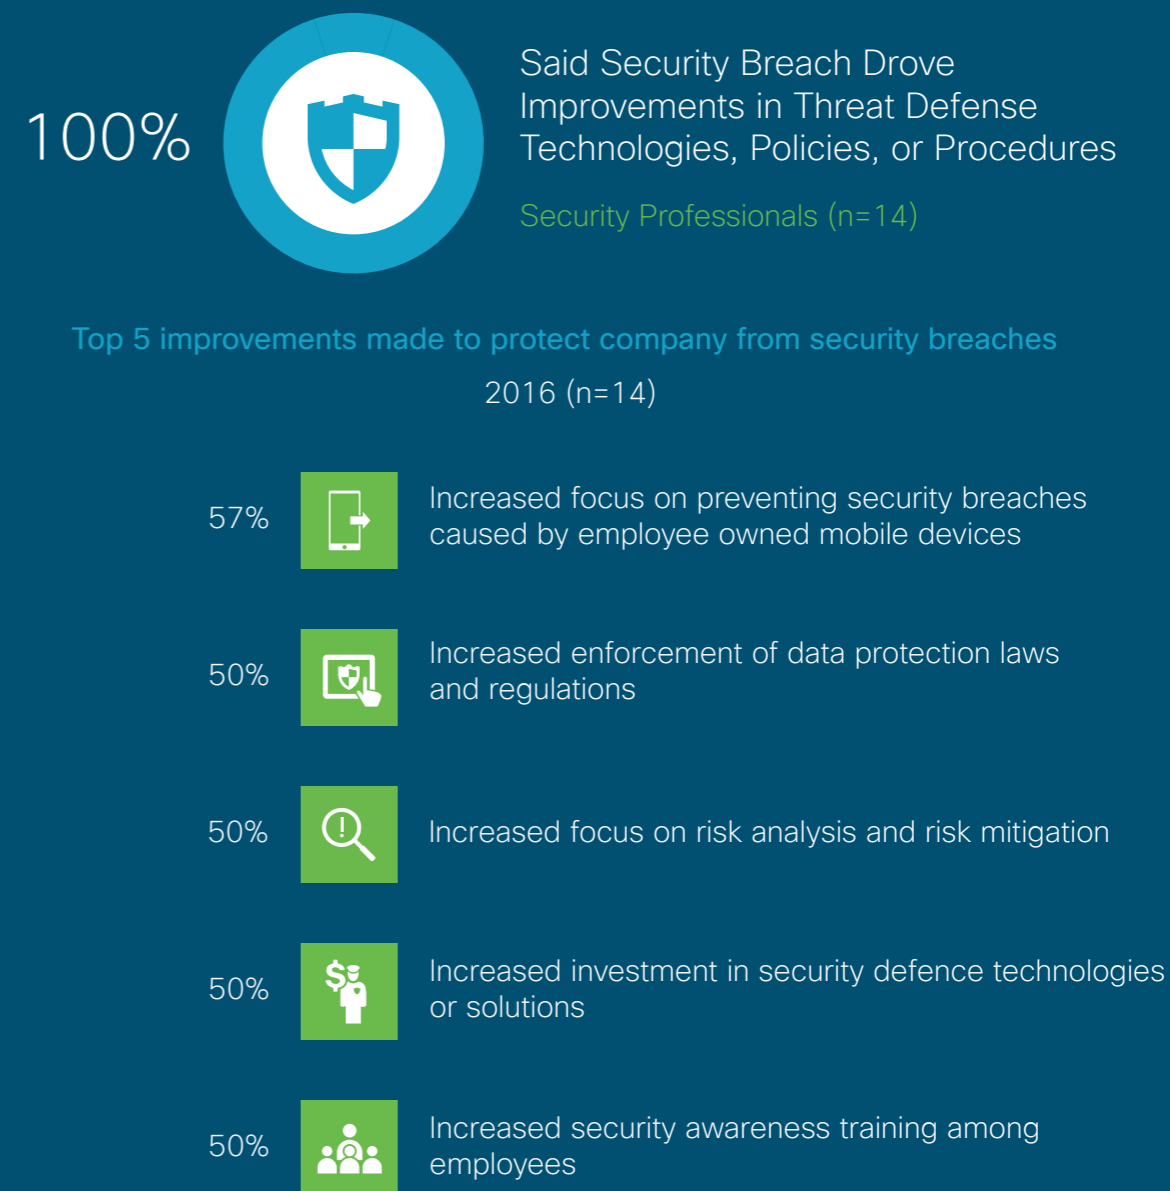 100%
Said Security Breach Drove
Improvements in Threat Defense
Technologies, Policies, or Procedures
Security Professionals (n=14)
Top 5 improvements made to protect company from security breaches
2016 (n=14)
57%
Increased focus on preventing security breaches
caused by employee owned mobile devices
50%
Increased enforcement of data protection laws
and regulations
50%
Increased focus on risk analysis and risk mitigation
50%
Increased investment in security defence technologies
or solutions
50%
Increased security awareness training among
employees